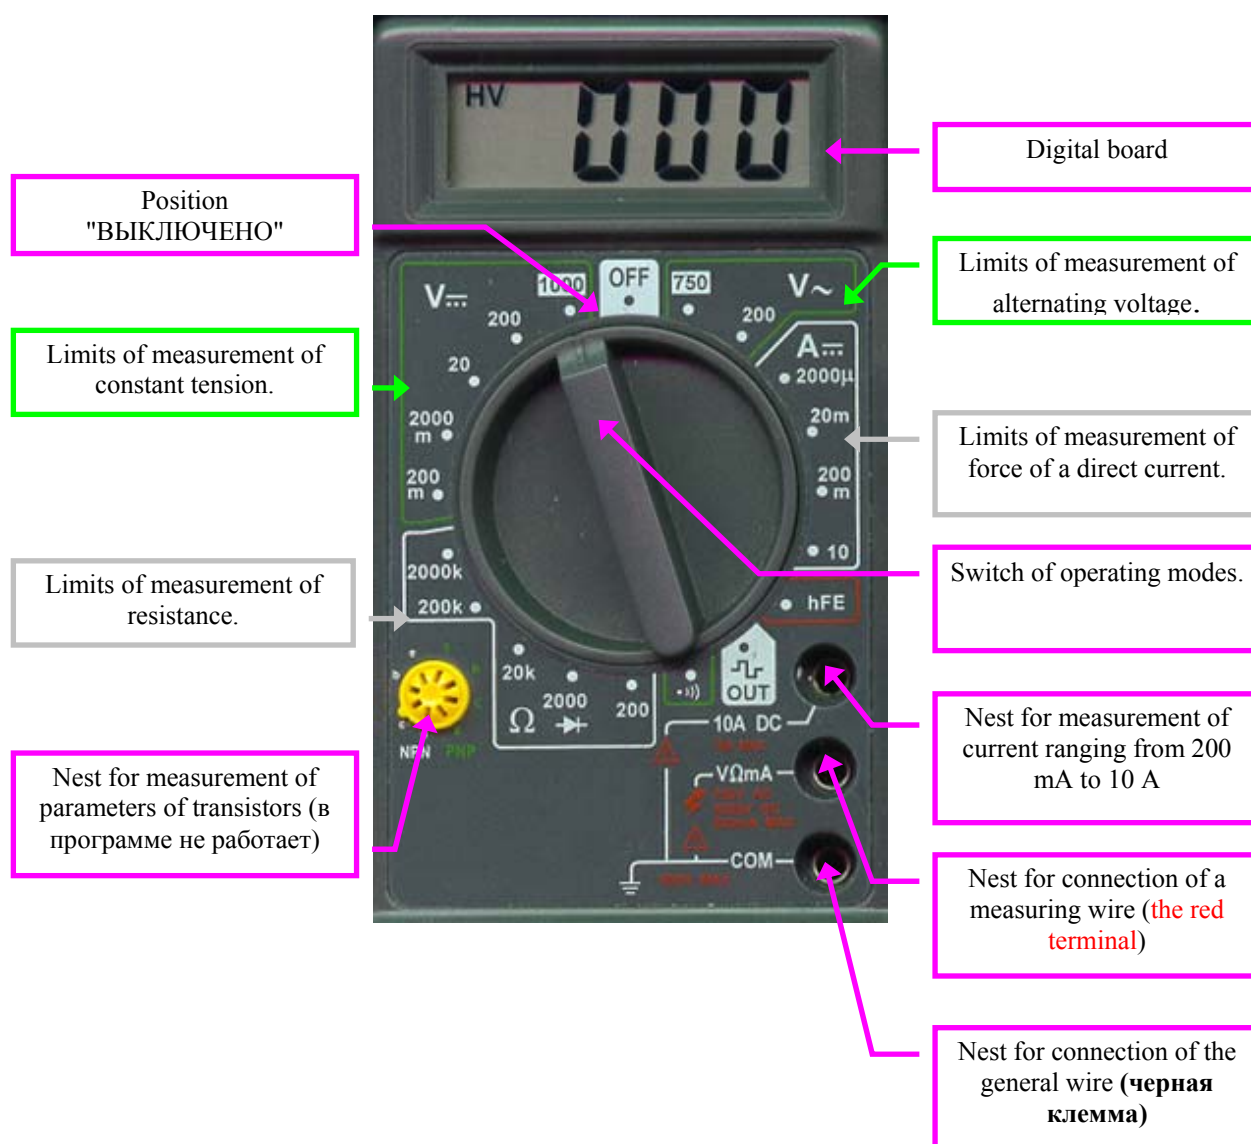 HV 000
Digital board
Position
"ВЫКЛЮЧЕНО"
Limits of measurement of
alternating voltage.
Limits of measurement of
constant tension.
Limits of measurement of
force of a direct current.
Limits of measurement of
resistance.
Switch of operating modes.
Nest for measurement of
current ranging from 200
mA to 10 A
Nest for measurement of
parameters of transistors (в
программе не работает)
Nest for connection of a
measuring wire (the red
terminal)
Nest for connection of the
general wire (черная
клемма)
V⎓
1000
OFF
750
V~
200
200
A⎓
20
2000µ
2000
m
20m
200
m
200
m
10
2000k
200k
hFE
20k
2000
200
Ω
•)))
OUT
NPN PNP
10A DC
VΩmA
COM